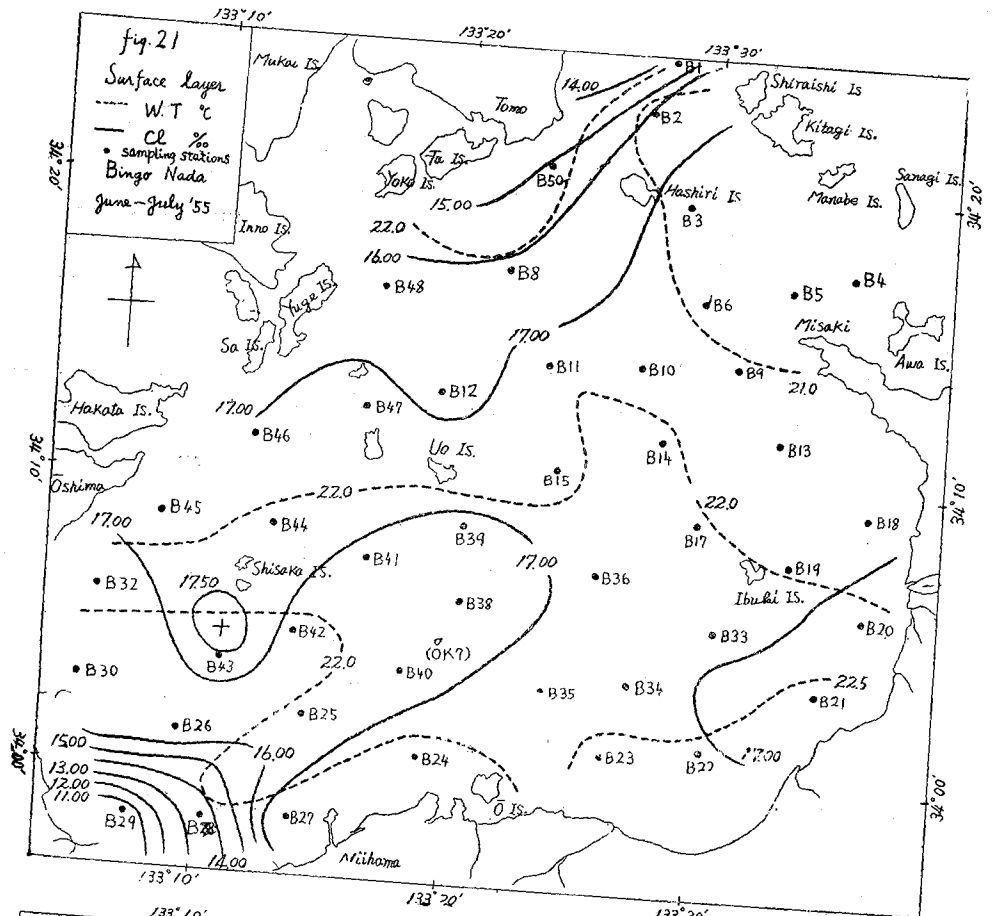 133°10'
133°20'
133°30'
fig.21
Surface layer
W.T °C
Cl ‰
sampling stations
Bingo Nada
June-July '55
Mukai Is.
Tomo
14.00
B1
Shiraishi Is
B2
Kitagi Is.
Ta Is.
Yoko Is.
B50
Hashiri Is
Manabe Is.
Sanagi Is.
34°20'
34°20'
15.00
B3
Inno Is.
22.0
16.00
B48
B8
B4
B5
B6
Yuge Is.
Misaki
Sa Is.
17.00
Awa Is.
B11
B10
B9
21.0
Hakata Is.
17.00
B12
B47
B46
Uo Is.
B14
B13
34°10'
B15
Ōshima
22.0
22.0
34°10'
B45
B44
B39
B17
B18
17.00
B41
17.00
Shisaka Is.
B32
17.50
B36
B19
Ibuki Is.
B38
B42
B33
B20
B43
22.0
(OK?)
B40
B30
B35
B34
22.5
B21
B25
B26
34°00'
15.00
16.00
B24
B23
B22
17.00
13.00
12.00
11.00
Ō Is.
34°00'
B29
B28
B27
Niihama
14.00
133°10'
133°20'
133°30'
133°10'